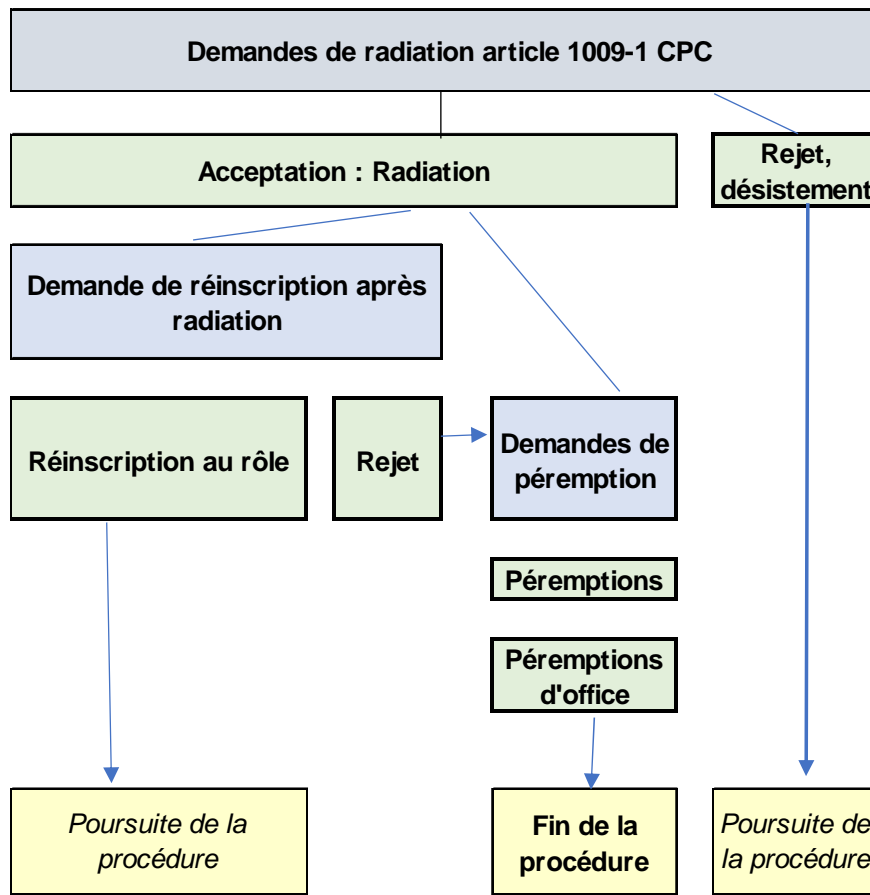 Demandes de radiation article 1009-1 CPC
Acceptation : Radiation
Rejet,
désistement
Demande de réinscription après
radiation
Réinscription au rôle
Rejet
Demandes de
péremption
Péremptions
Péremptions
d'office
Poursuite de la
procédure
Fin de la
procédure
Poursuite de
la procédure